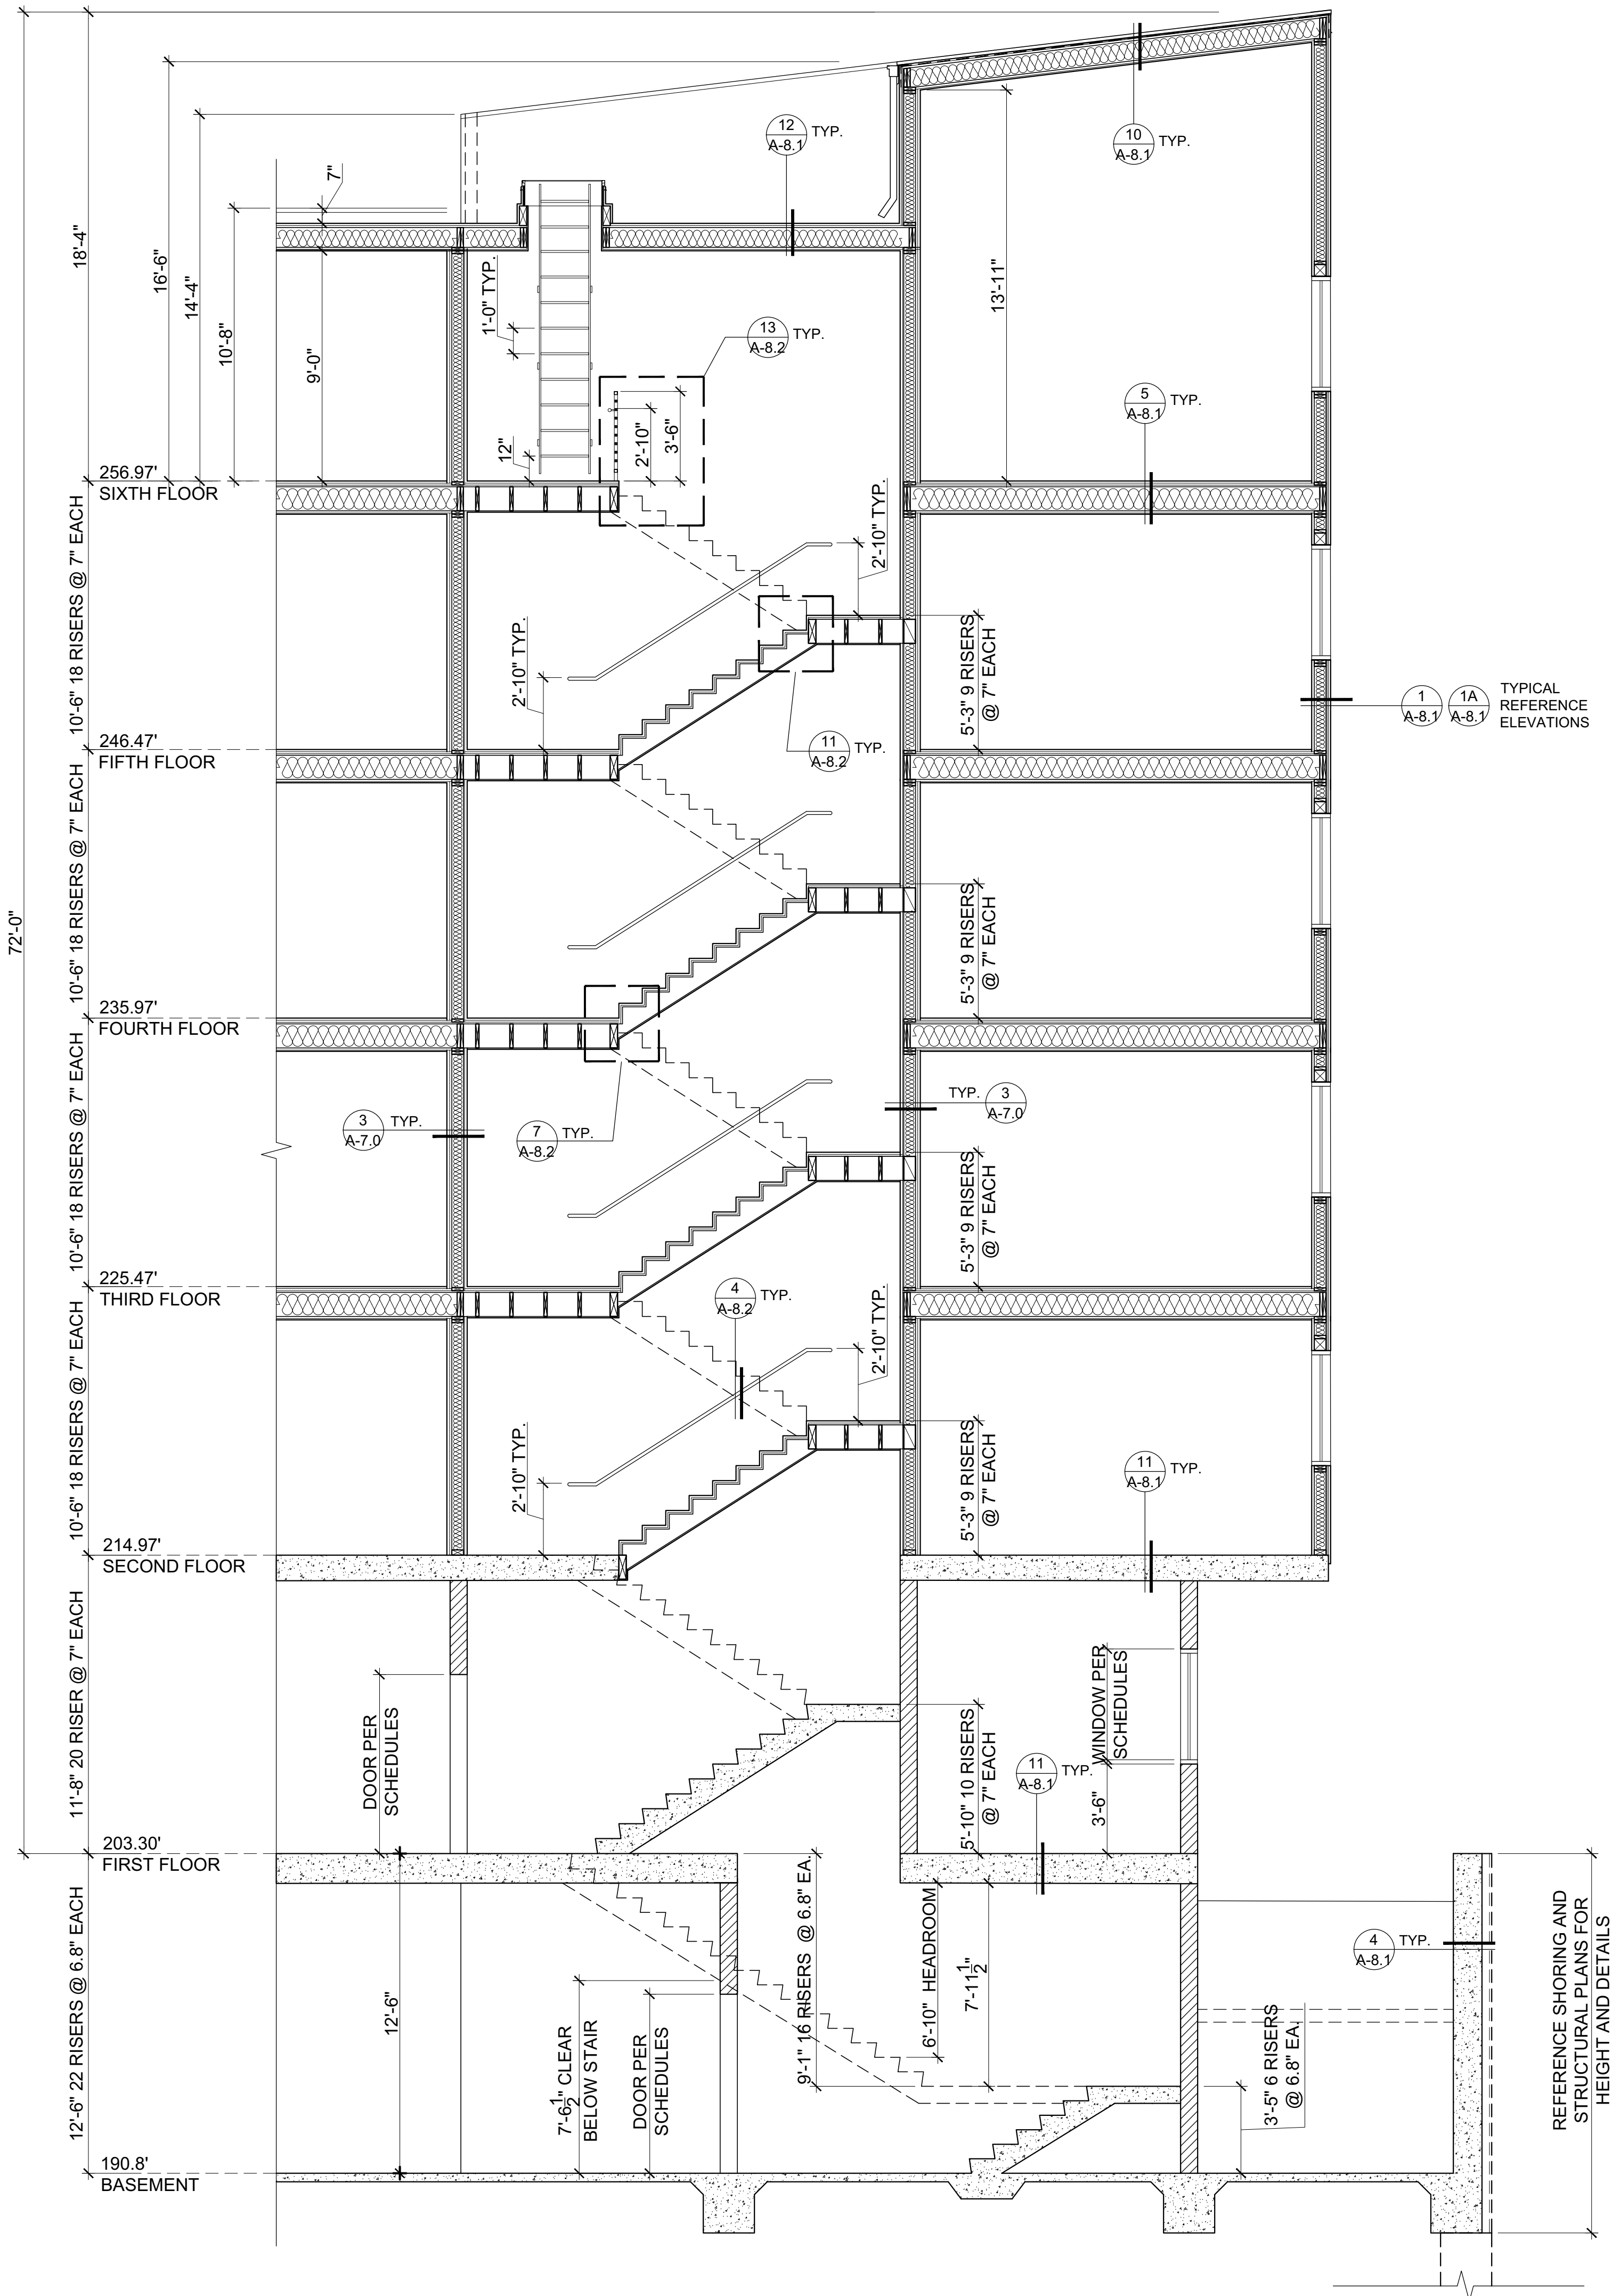 12
A-8.1
TYP.
10
A-8.1
TYP.
7"
18'-4"
16'-6"
14'-4"
10'-8"
9'-0"
1'-0" TYP.
13'-11"
13
A-8.2
TYP.
5
A-8.1
TYP.
12"
2'-10"
3'-6"
256.97'
SIXTH FLOOR
10'-6" 18 RISERS @ 7" EACH
2'-10" TYP.
2'-10" TYP.
5'-3" 9 RISERS
@ 7" EACH
1
A-8.1
1A
A-8.1
TYPICAL
REFERENCE
ELEVATIONS
11
A-8.2
TYP.
246.47'
FIFTH FLOOR
10'-6" 18 RISERS @ 7" EACH
72'-0"
5'-3" 9 RISERS
@ 7" EACH
235.97'
FOURTH FLOOR
10'-6" 18 RISERS @ 7" EACH
3
A-7.0
TYP.
7
A-8.2
TYP.
TYP.
3
A-7.0
5'-3" 9 RISERS
@ 7" EACH
225.47'
THIRD FLOOR
10'-6" 18 RISERS @ 7" EACH
4
A-8.2
TYP.
2'-10" TYP.
2'-10" TYP.
5'-3" 9 RISERS
@ 7" EACH
11
A-8.1
TYP.
214.97'
SECOND FLOOR
11'-8" 20 RISER @ 7" EACH
DOOR PER
SCHEDULES
5'-10" 10 RISERS
@ 7" EACH
11
A-8.1
TYP.
WINDOW PER
SCHEDULES
3'-6"
203.30'
FIRST FLOOR
12'-6" 22 RISERS @ 6.8" EACH
12'-6"
7'-6 1/2" CLEAR
BELOW STAIR
DOOR PER
SCHEDULES
9'-1" 16 RISERS @ 6.8" EA.
6'-10" HEADROOM
7'-11 1/2"
3'-5" 6 RISERS
@ 6.8" EA.
4
A-8.1
TYP.
REFERENCE SHORING AND
STRUCTURAL PLANS FOR
HEIGHT AND DETAILS
190.8'
BASEMENT